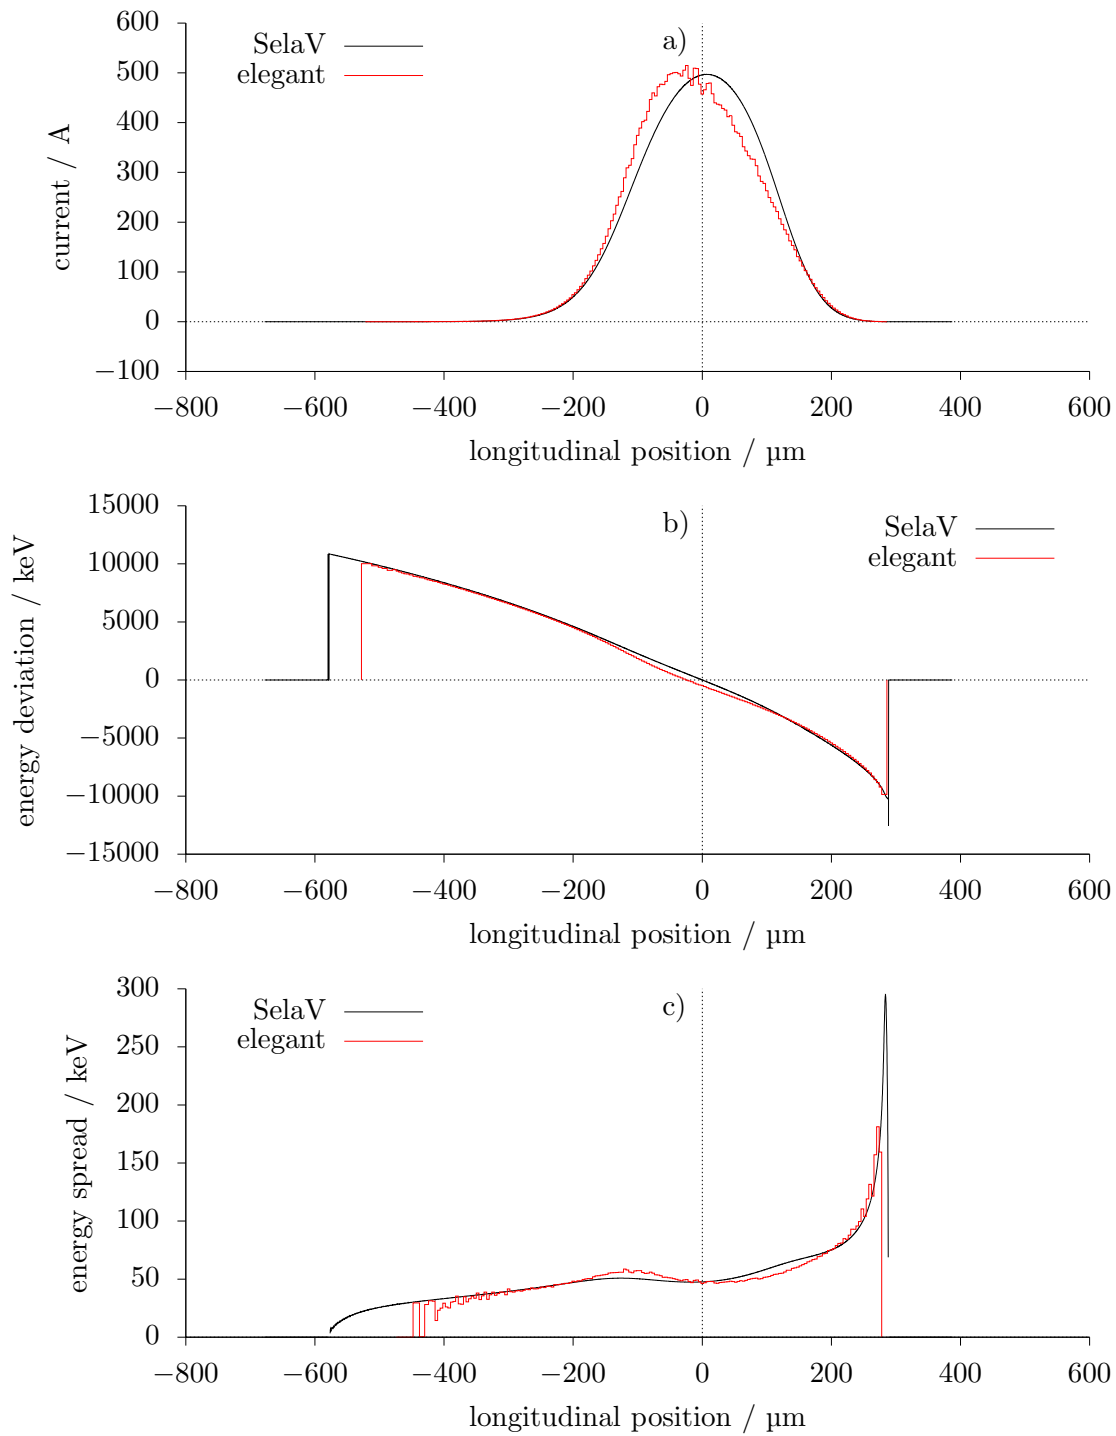 a)
SelaV
elegant
current / A
600
500
400
300
200
100
0
−100
−800 −600 −400 −200 0 200 400 600
longitudinal position / µm
b)
SelaV
elegant
energy deviation / keV
15000
10000
5000
0
−5000
−10000
−15000
−800 −600 −400 −200 0 200 400 600
longitudinal position / µm
c)
SelaV
elegant
energy spread / keV
300
250
200
150
100
50
0
−800 −600 −400 −200 0 200 400 600
longitudinal position / µm